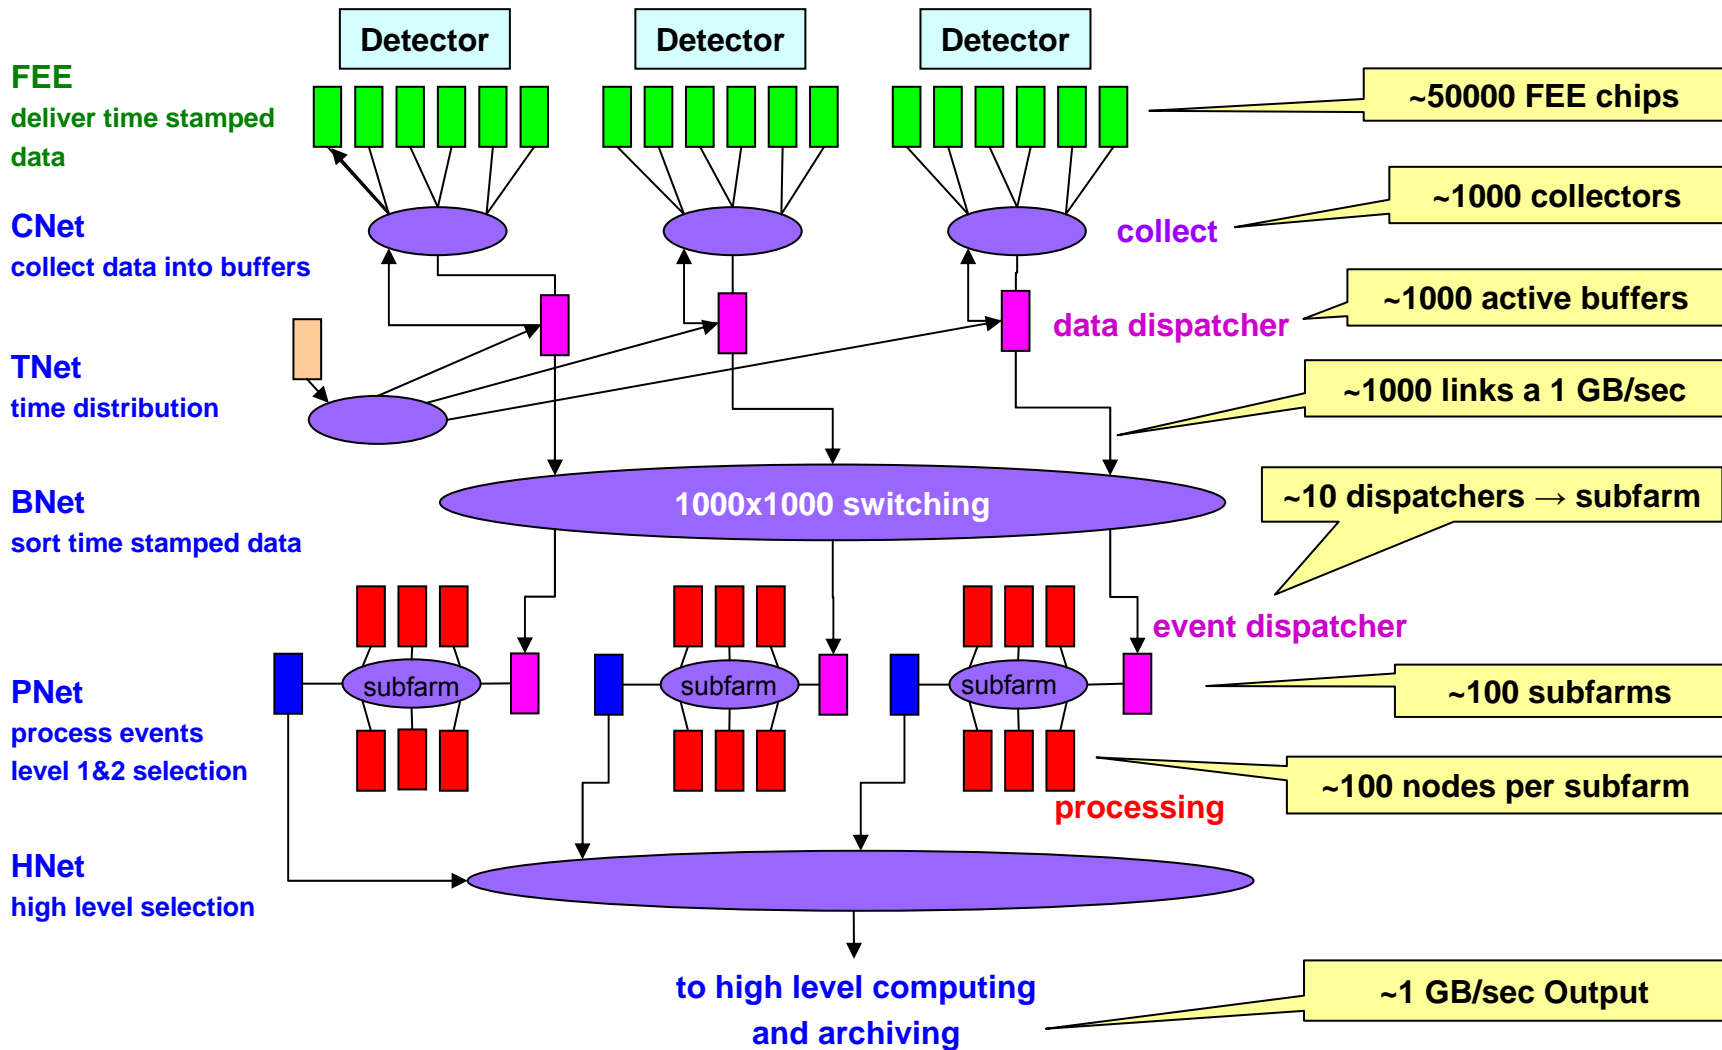 Detector
Detector
Detector
FEE
deliver time stamped
data
~50000 FEE chips
~1000 collectors
CNet
collect data into buffers
collect
~1000 active buffers
data dispatcher
TNet
time distribution
~1000 links a 1 GB/sec
BNet
sort time stamped data
1000x1000 switching
~10 dispatchers → subfarm
event dispatcher
PNet
process events
level 1&2 selection
subfarm
subfarm
subfarm
~100 subfarms
~100 nodes per subfarm
processing
HNet
high level selection
to high level computing
and archiving
~1 GB/sec Output